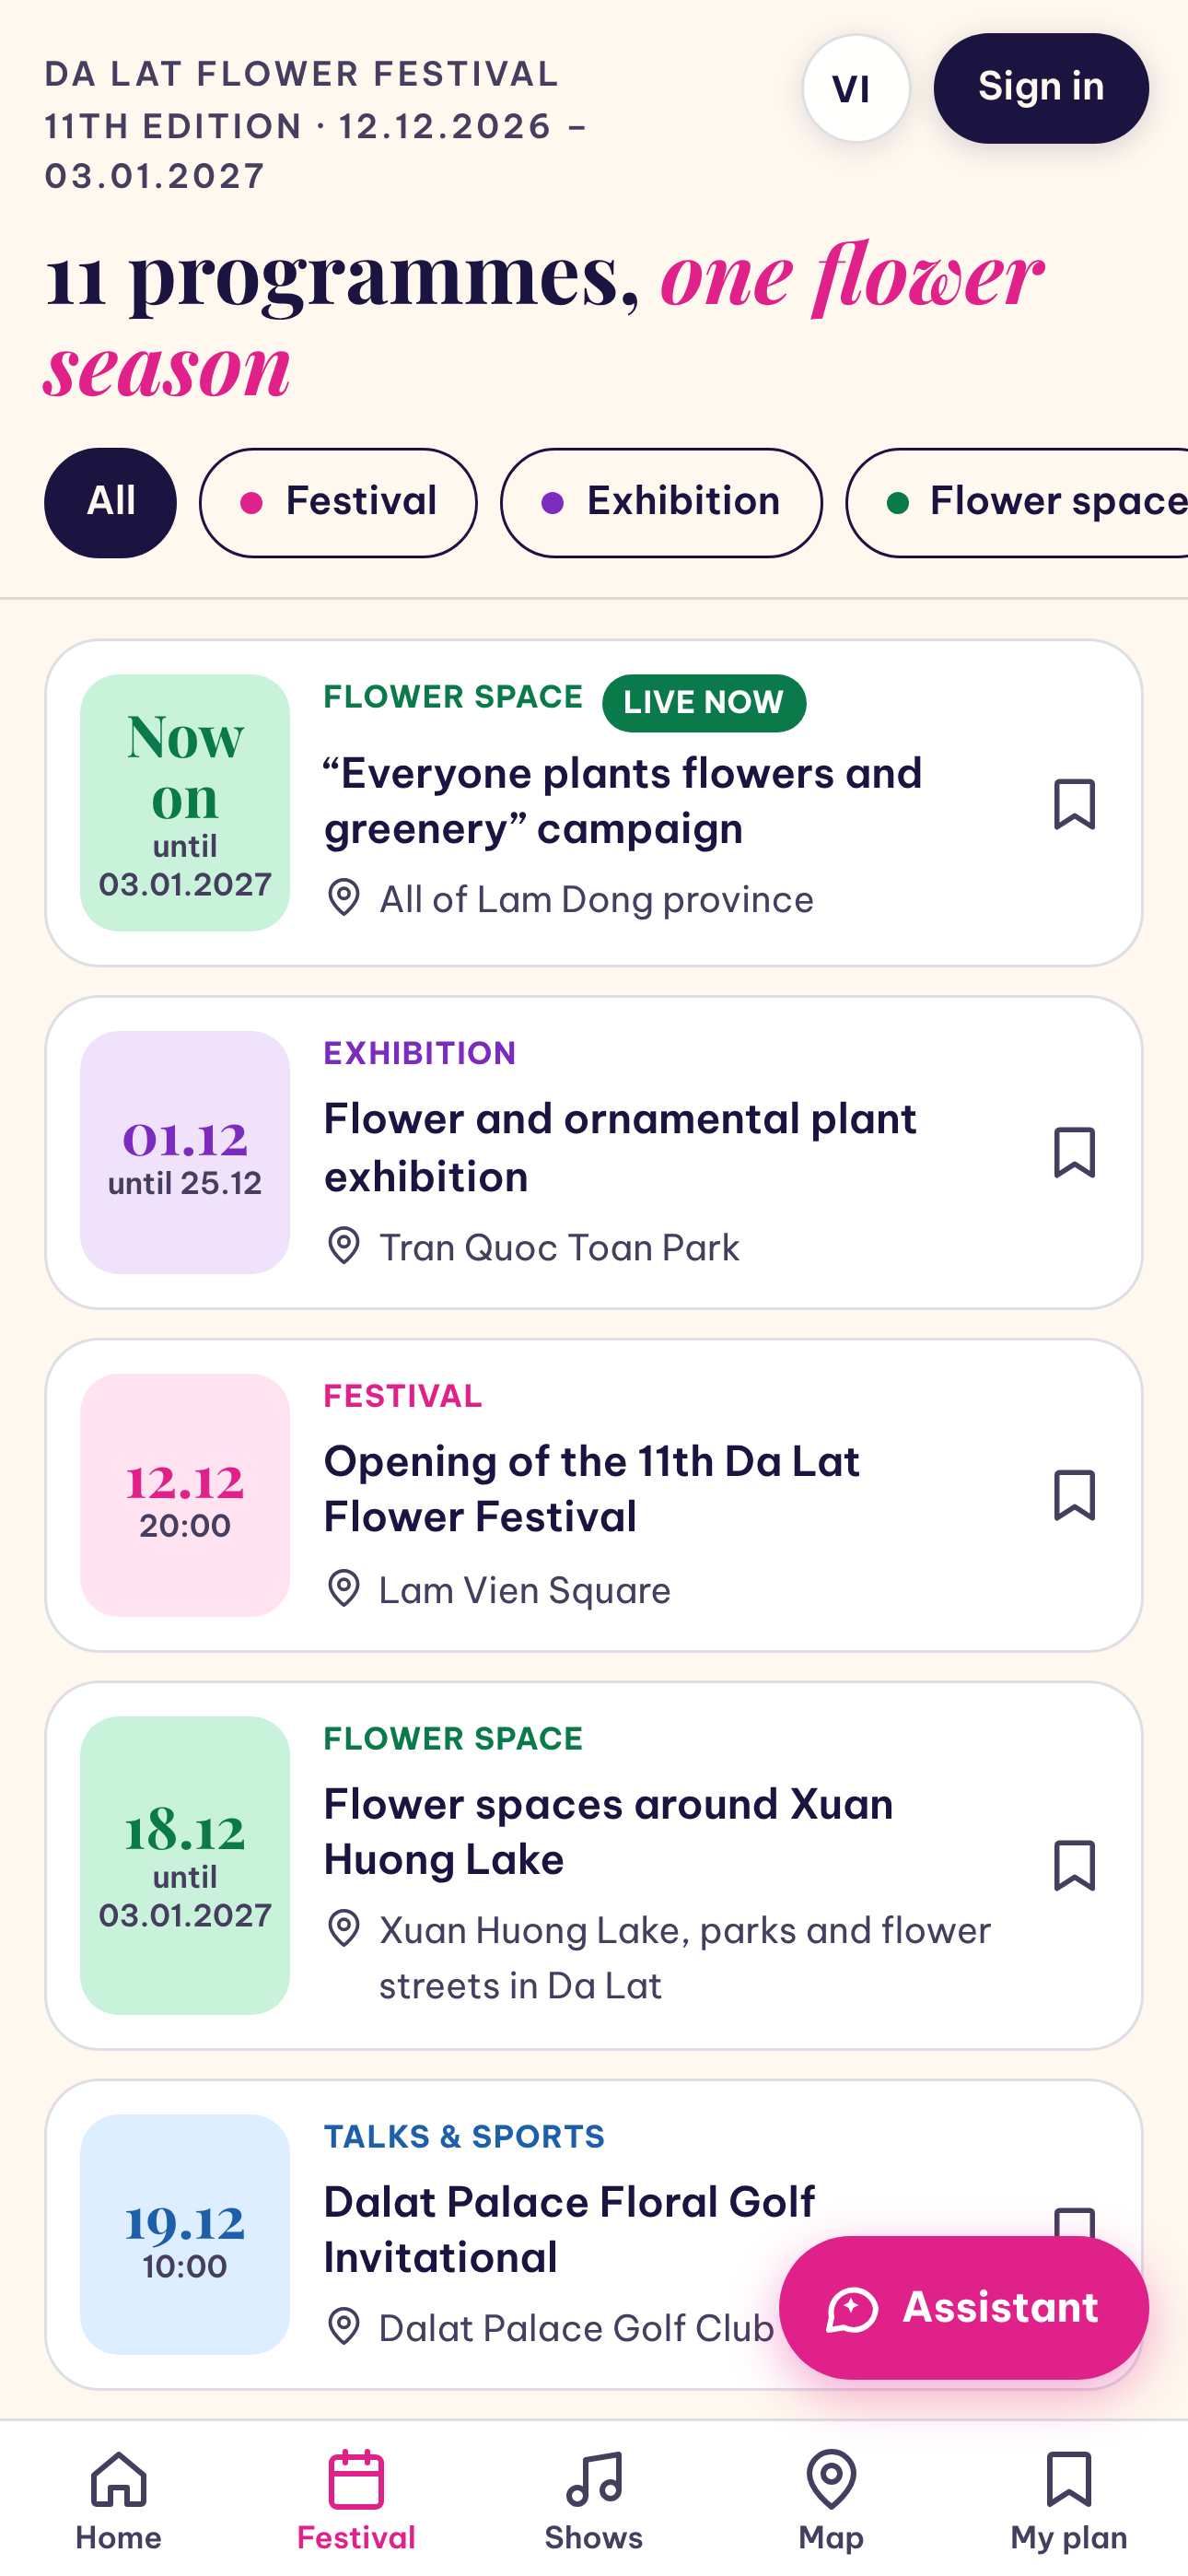 DA LAT FLOWER FESTIVAL
11TH EDITION · 12.12.2026 –
03.01.2027
VI
Sign in
11 programmes, one flower
season
All
Festival
Exhibition
Flower space
Now
on
until
03.01.2027
FLOWER SPACE
LIVE NOW
“Everyone plants flowers and
greenery” campaign
All of Lam Dong province
01.12
until 25.12
EXHIBITION
Flower and ornamental plant
exhibition
Tran Quoc Toan Park
12.12
20:00
FESTIVAL
Opening of the 11th Da Lat
Flower Festival
Lam Vien Square
18.12
until
03.01.2027
FLOWER SPACE
Flower spaces around Xuan
Huong Lake
Xuan Huong Lake, parks and flower
streets in Da Lat
19.12
10:00
TALKS & SPORTS
Dalat Palace Floral Golf
Invitational
Dalat Palace Golf Club
Assistant
Home
Festival
Shows
Map
My plan